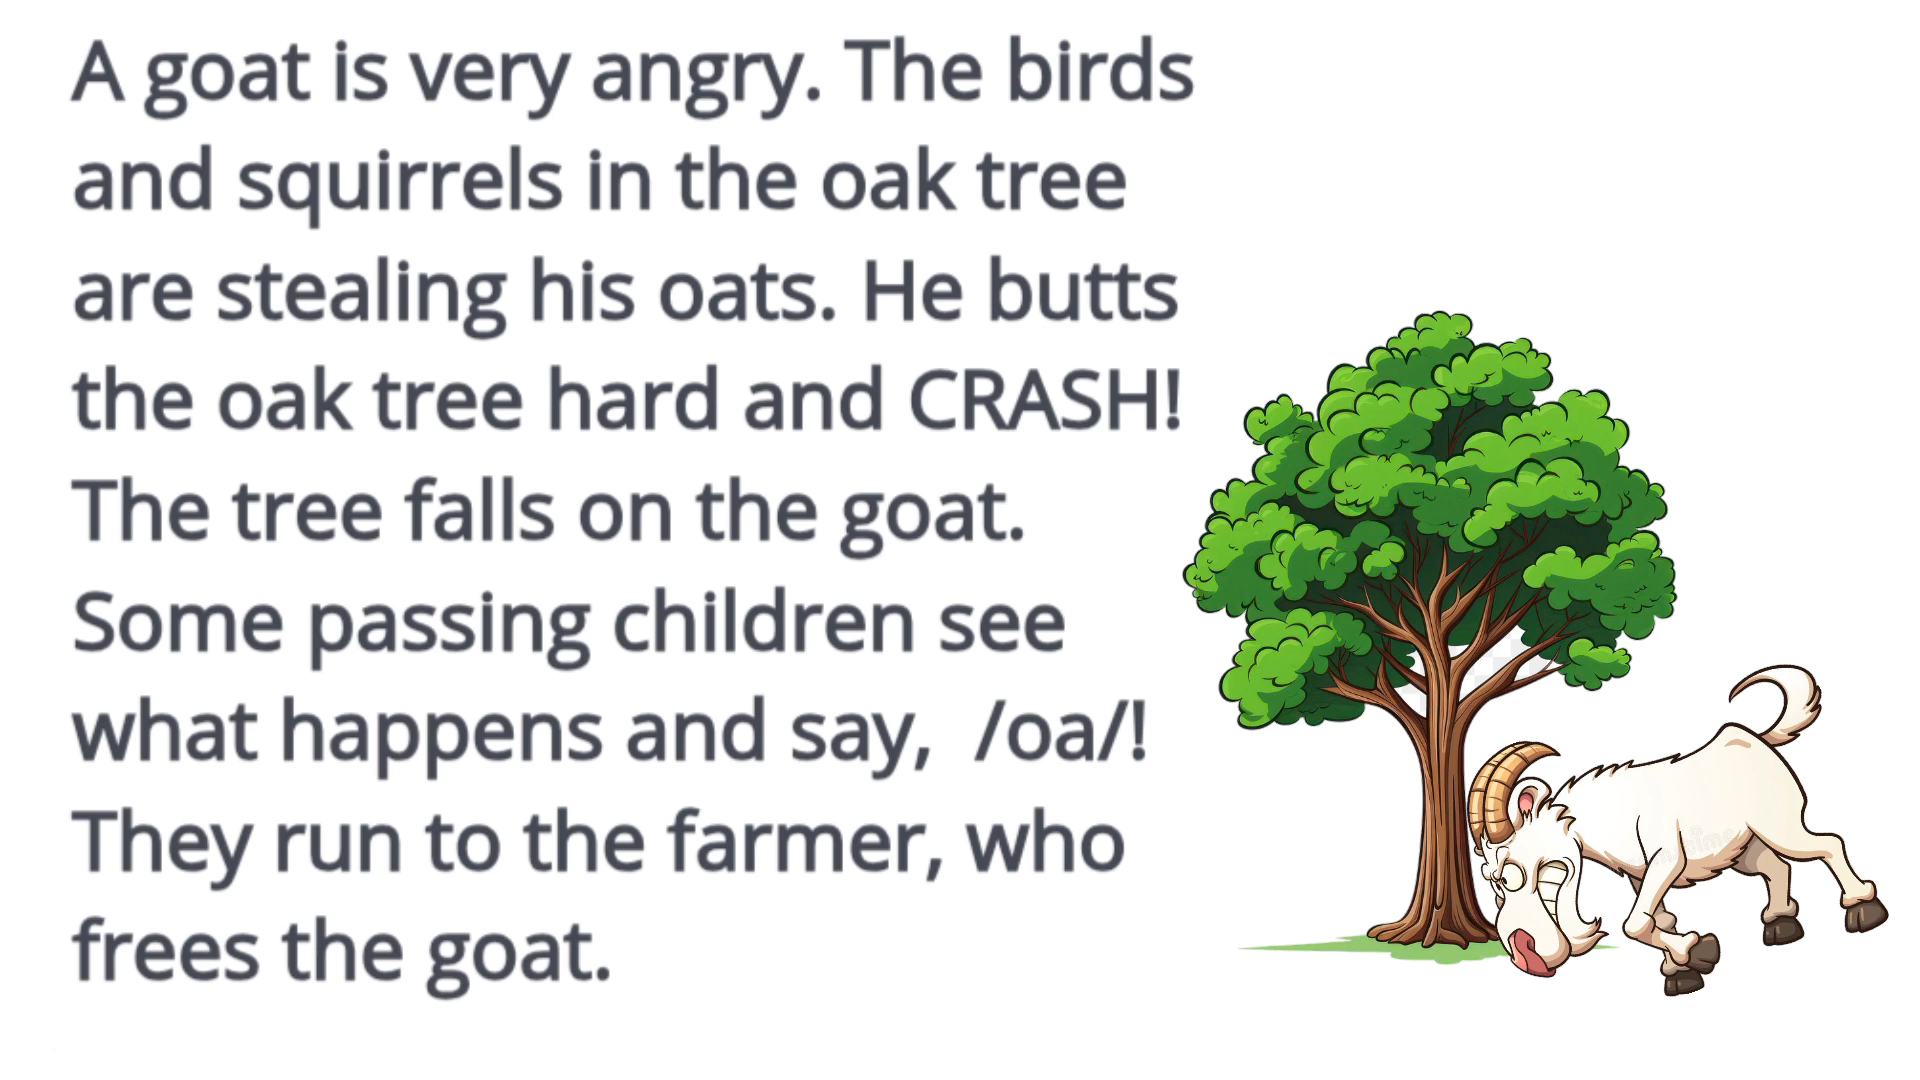 A goat is very angry. The birds
and squirrels in the oak tree
are stealing his oats. He butts
the oak tree hard and CRASH!
The tree falls on the goat.
Some passing children see
what happens and say,  /oa/!
They run to the farmer, who
frees the goat.